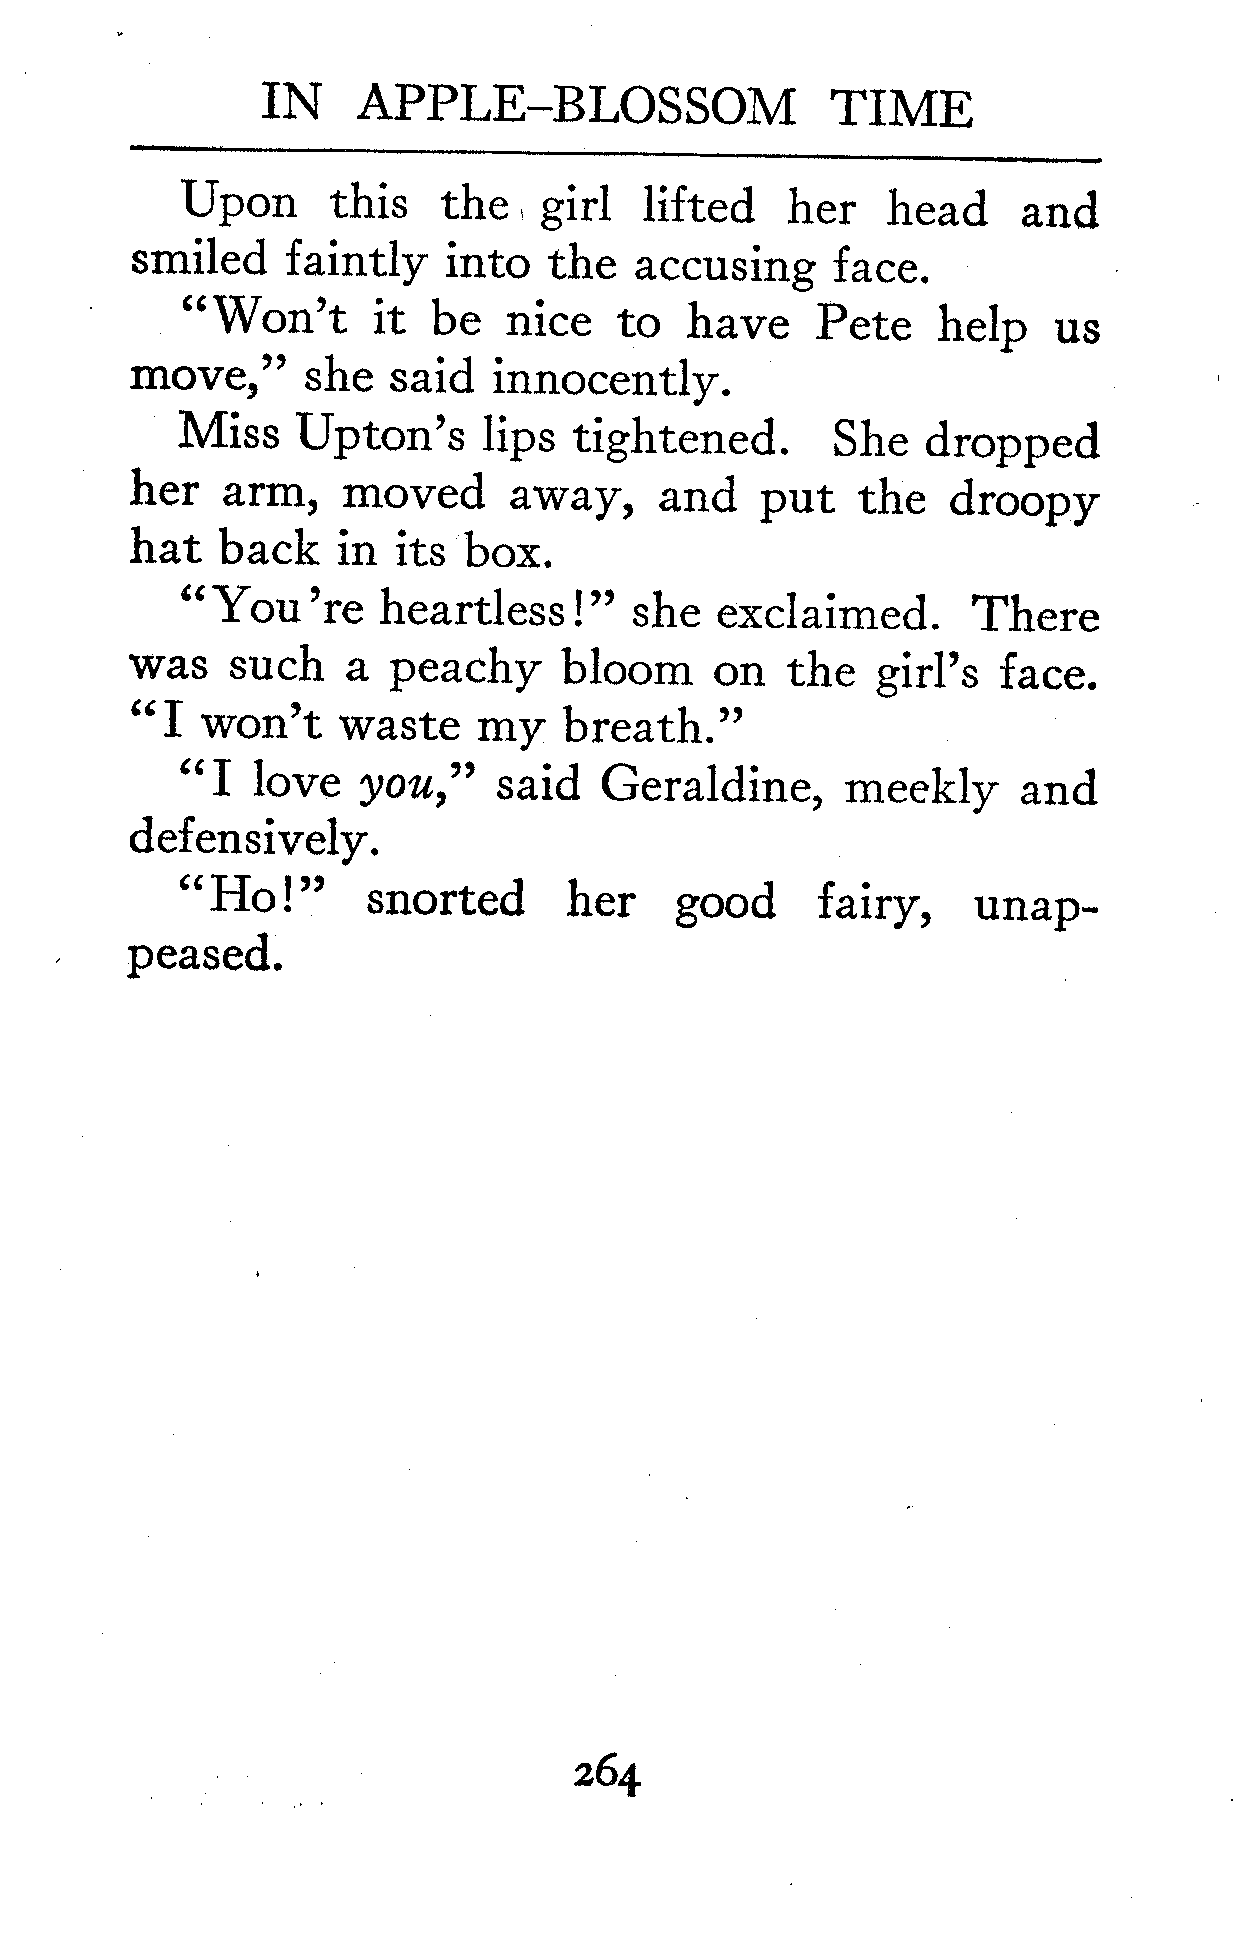 IN APPLE-BLOSSOM TIME
Upon this the girl lifted her head and
smiled faintly into the accusing face.
“Won’t it be nice to have Pete help us
move,” she said innocently.
Miss Upton’s lips tightened. She dropped
her arm, moved away, and put the droopy
hat back in its box.
“You’re heartless!” she exclaimed. There
was such a peachy bloom on the girl’s face.
“I won’t waste my breath.”
“I love you,” said Geraldine, meekly and
defensively.
“Ho!” snorted her good fairy, unap-
peased.
264